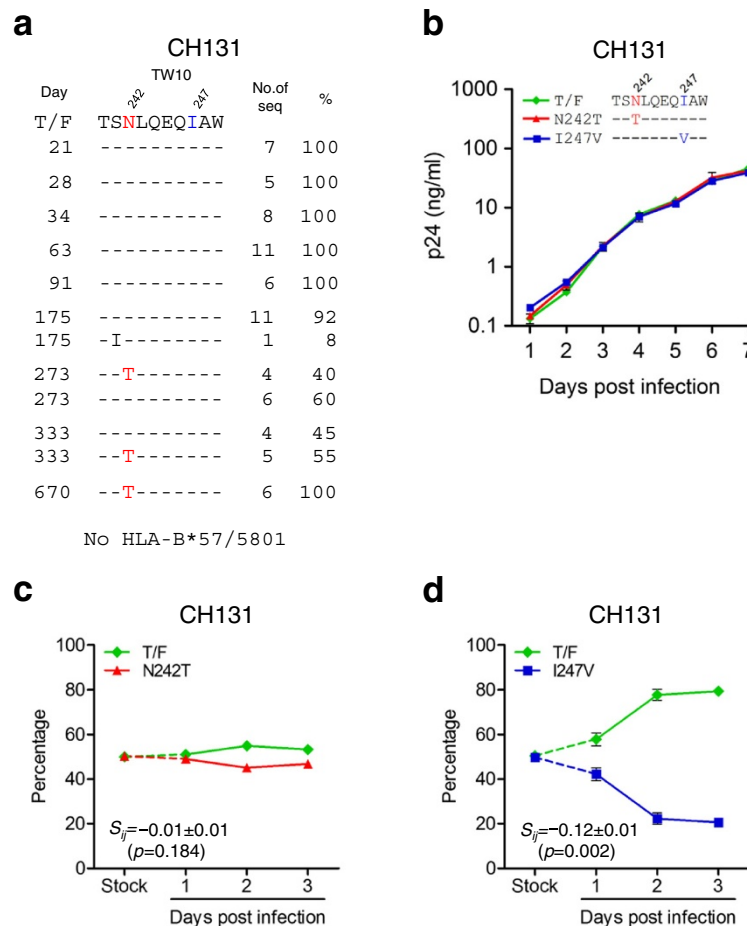 a
CH131
TW10
Day 242 247 No.of seq %
T/F TSNLQEQIAW
21 ---------- 7 100
28 ---------- 5 100
34 ---------- 8 100
63 ---------- 11 100
91 ---------- 6 100
175 ---------- 11 92
175 -I-------- 1 8
273 --T------- 4 40
273 ---------- 6 60
333 ---------- 4 45
333 --T------- 5 55
670 --T------- 6 100
No HLA-B*57/5801
b
CH131
242 247
T/F TSNLQEQIAW
N242T --T-------
I247V -------V--
p24 (ng/ml)
1000
100
10
1
0.1
1 2 3 4 5 6 7
Days post infection
c
CH131
T/F
N242T
Percentage
100
80
60
40
20
0
Sij=−0.01±0.01
(p=0.184)
Stock 1 2 3
Days post infection
d
CH131
T/F
I247V
Percentage
100
80
60
40
20
0
Sij=−0.12±0.01
(p=0.002)
Stock 1 2 3
Days post infection